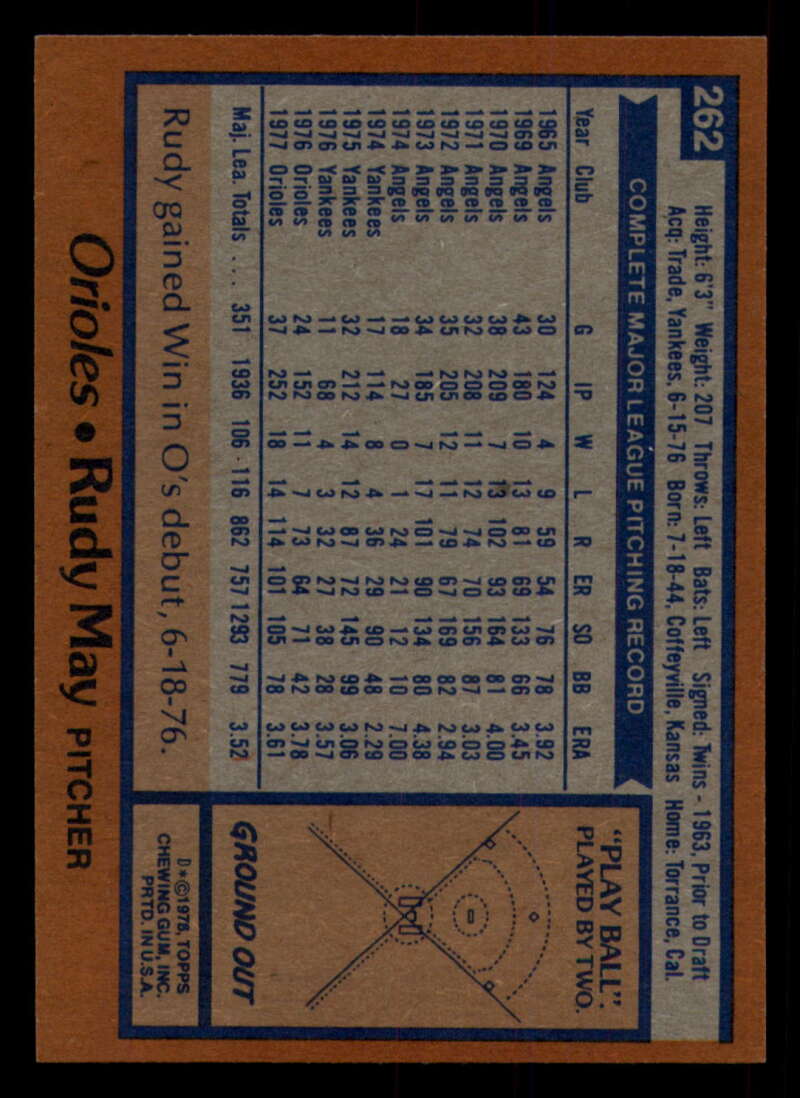 262
Height: 6'3" Weight: 207 Throws: Left Bats: Left Signed: Twins - 1963, Prior to Draft
Acq: Trade, Yankees, 6-15-76 Born: 7-18-44, Coffeyville, Kansas Home: Torrance, Cal.
COMPLETE MAJOR LEAGUE PITCHING RECORD
Year Club G IP W L R ER SO BB ERA
1965 Angels 30 124 4 9 59 54 76 78 3.92
1969 Angels 43 180 10 13 81 69 133 66 3.45
1970 Angels 38 209 7 13 102 93 164 81 4.00
1971 Angels 32 208 11 12 74 70 156 87 3.03
1972 Angels 35 205 12 11 79 67 169 82 2.94
1973 Angels 34 185 7 17 101 90 134 80 4.38
1974 Angels 18 27 0 1 24 21 12 10 7.00
1974 Yankees 17 114 8 4 36 29 90 48 2.29
1975 Yankees 32 212 14 12 87 72 145 99 3.06
1976 Yankees 11 68 4 3 32 27 38 28 3.57
1976 Orioles 24 152 11 7 73 64 71 42 3.78
1977 Orioles 37 252 18 14 114 101 105 78 3.61
Maj. Lea. Totals ... 351 1936 106 116 862 757 1293 779 3.52
Rudy gained Win in O's debut, 6-18-76.
"PLAY BALL".
PLAYED BY TWO.
GROUND OUT
D*©1978, TOPPS
CHEWING GUM, INC.
PRTD. IN U.S.A.
Orioles • Rudy May PITCHER